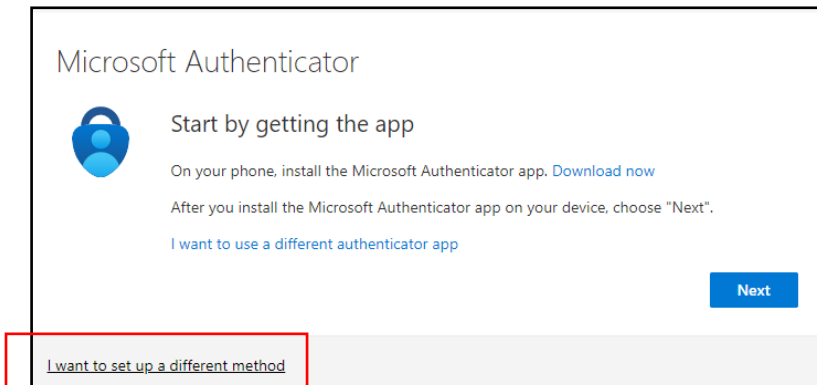 Microsoft Authenticator
Start by getting the app
On your phone, install the Microsoft Authenticator app. Download now
After you install the Microsoft Authenticator app on your device, choose "Next".
I want to use a different authenticator app
Next
I want to set up a different method